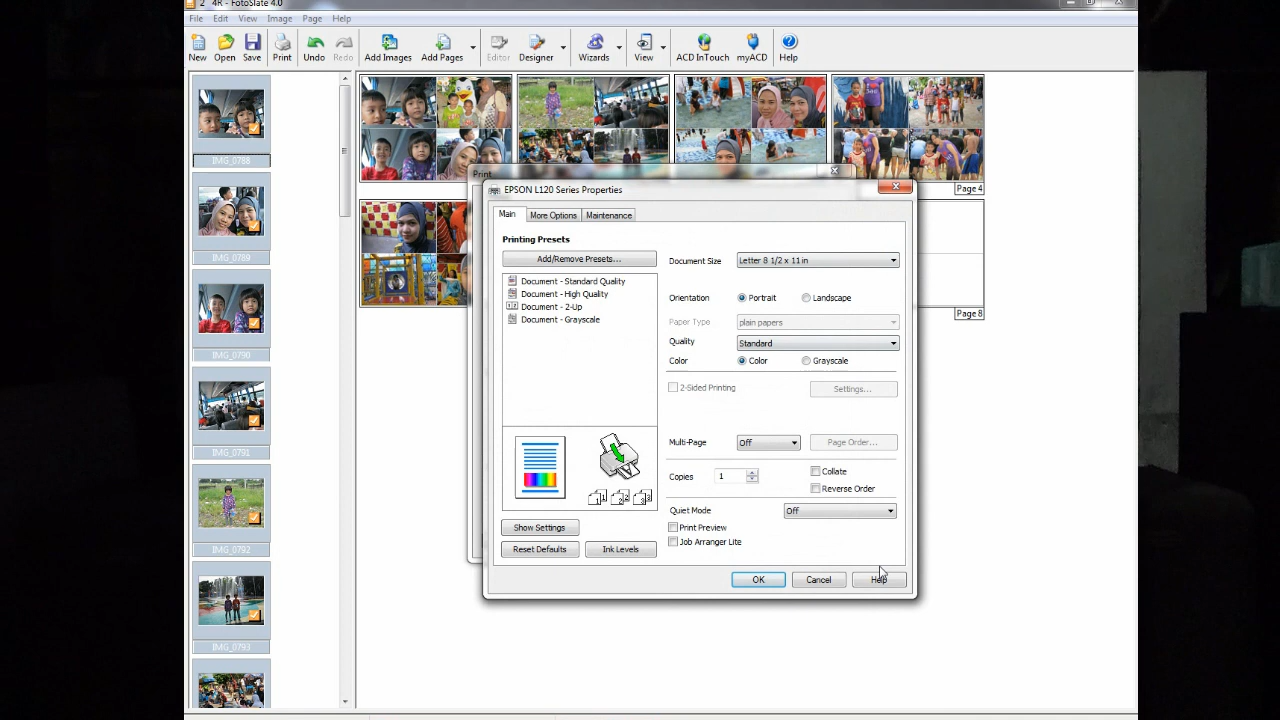 2 4R - FotoSlate 4.0
File Edit View Image Page Help
New Open Save Print Undo Redo Add Images Add Pages Editor Designer Wizards View ACD InTouch myACD Help
IMG_0788
IMG_0789
IMG_0790
IMG_0791
IMG_0792
IMG_0793
Page 4
Page 8
Print
EPSON L120 Series Properties
Main More Options Maintenance
Printing Presets
Add/Remove Presets...
Document - Standard Quality
Document - High Quality
Document - 2-Up
Document - Grayscale
Show Settings
Reset Defaults Ink Levels
Document Size Letter 8 1/2 x 11 in
Orientation Portrait Landscape
Paper Type plain papers
Quality Standard
Color Color Grayscale
2-Sided Printing Settings...
Multi-Page Off Page Order...
Copies 1 Collate
Reverse Order
Quiet Mode Off
Print Preview
Job Arranger Lite
OK Cancel Help